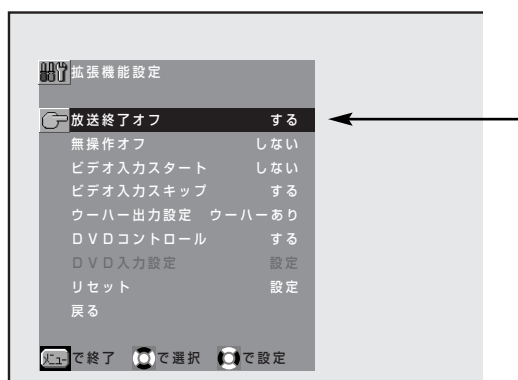 拡張機能設定
放送終了オフ する
無操作オフ しない
ビデオ入力スタート しない
ビデオ入力スキップ する
ウーハー出力設定 ウーハーあり
DVDコントロール する
DVD入力設定 設定
リセット 設定
戻る
メニューで終了 で選択 で設定